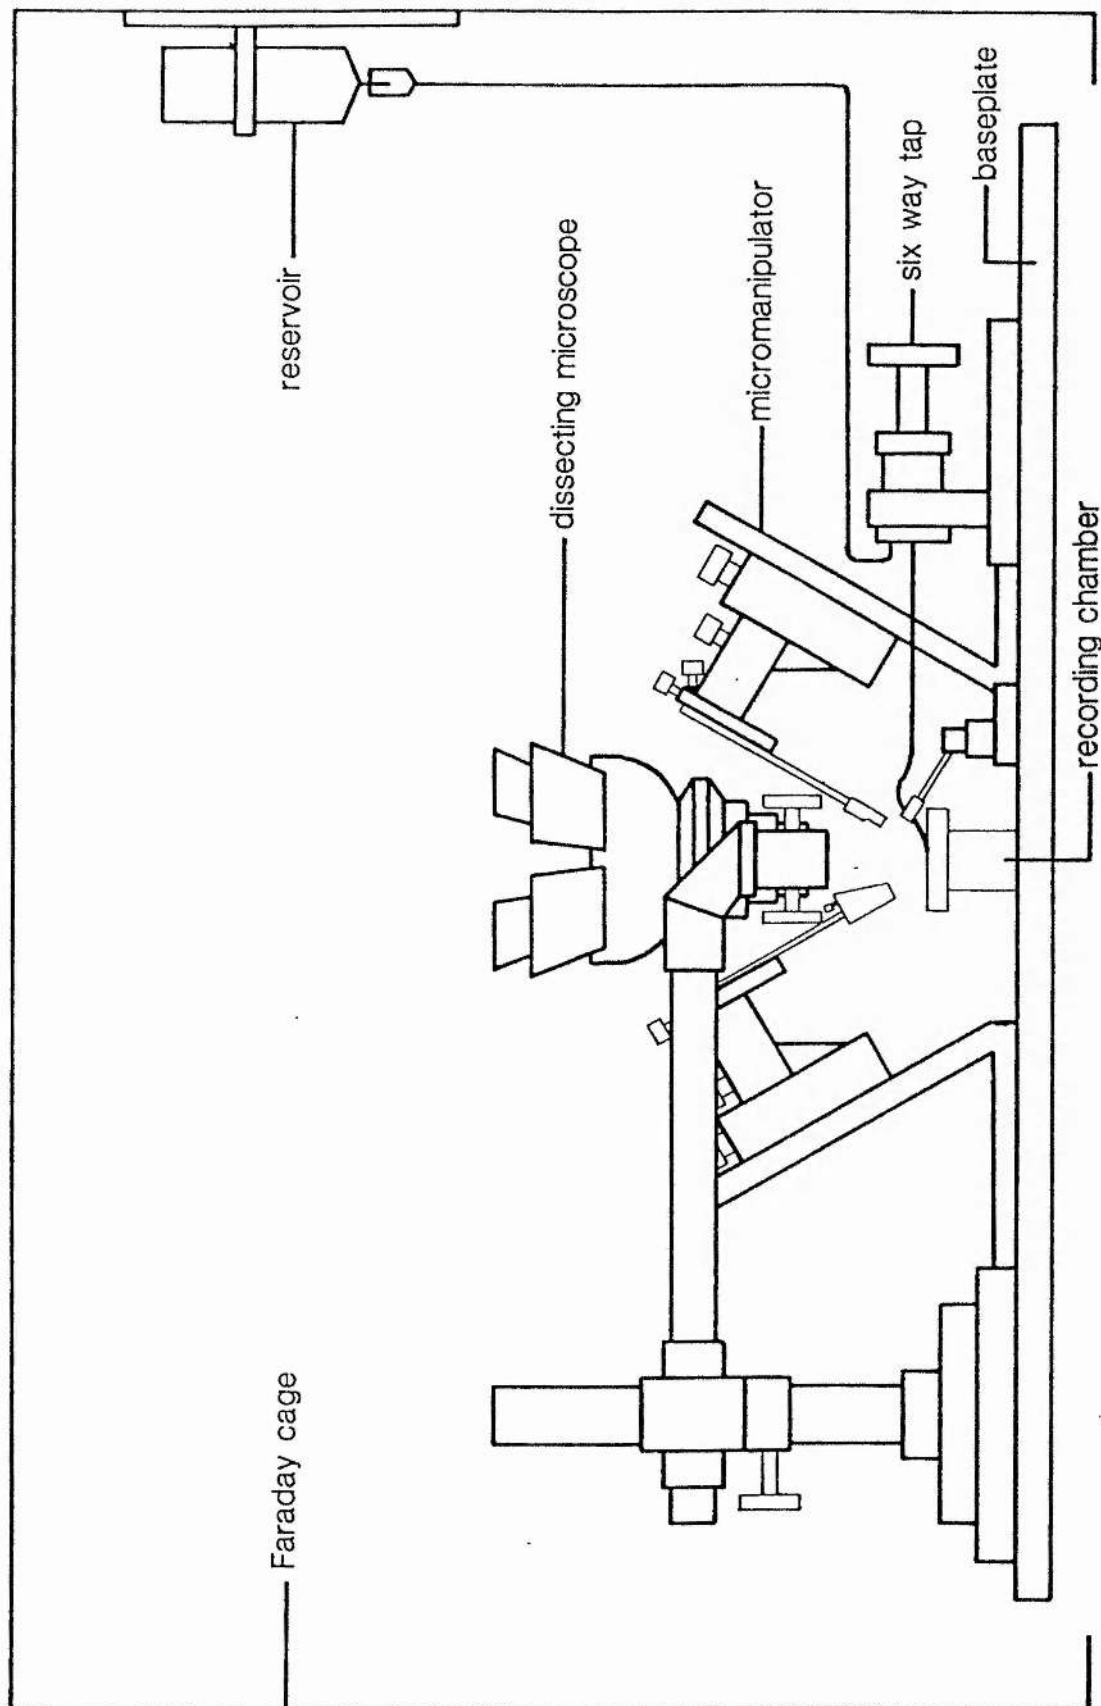 Faraday cage
reservoir
dissecting microscope
micromanipulator
six way tap
baseplate
recording chamber